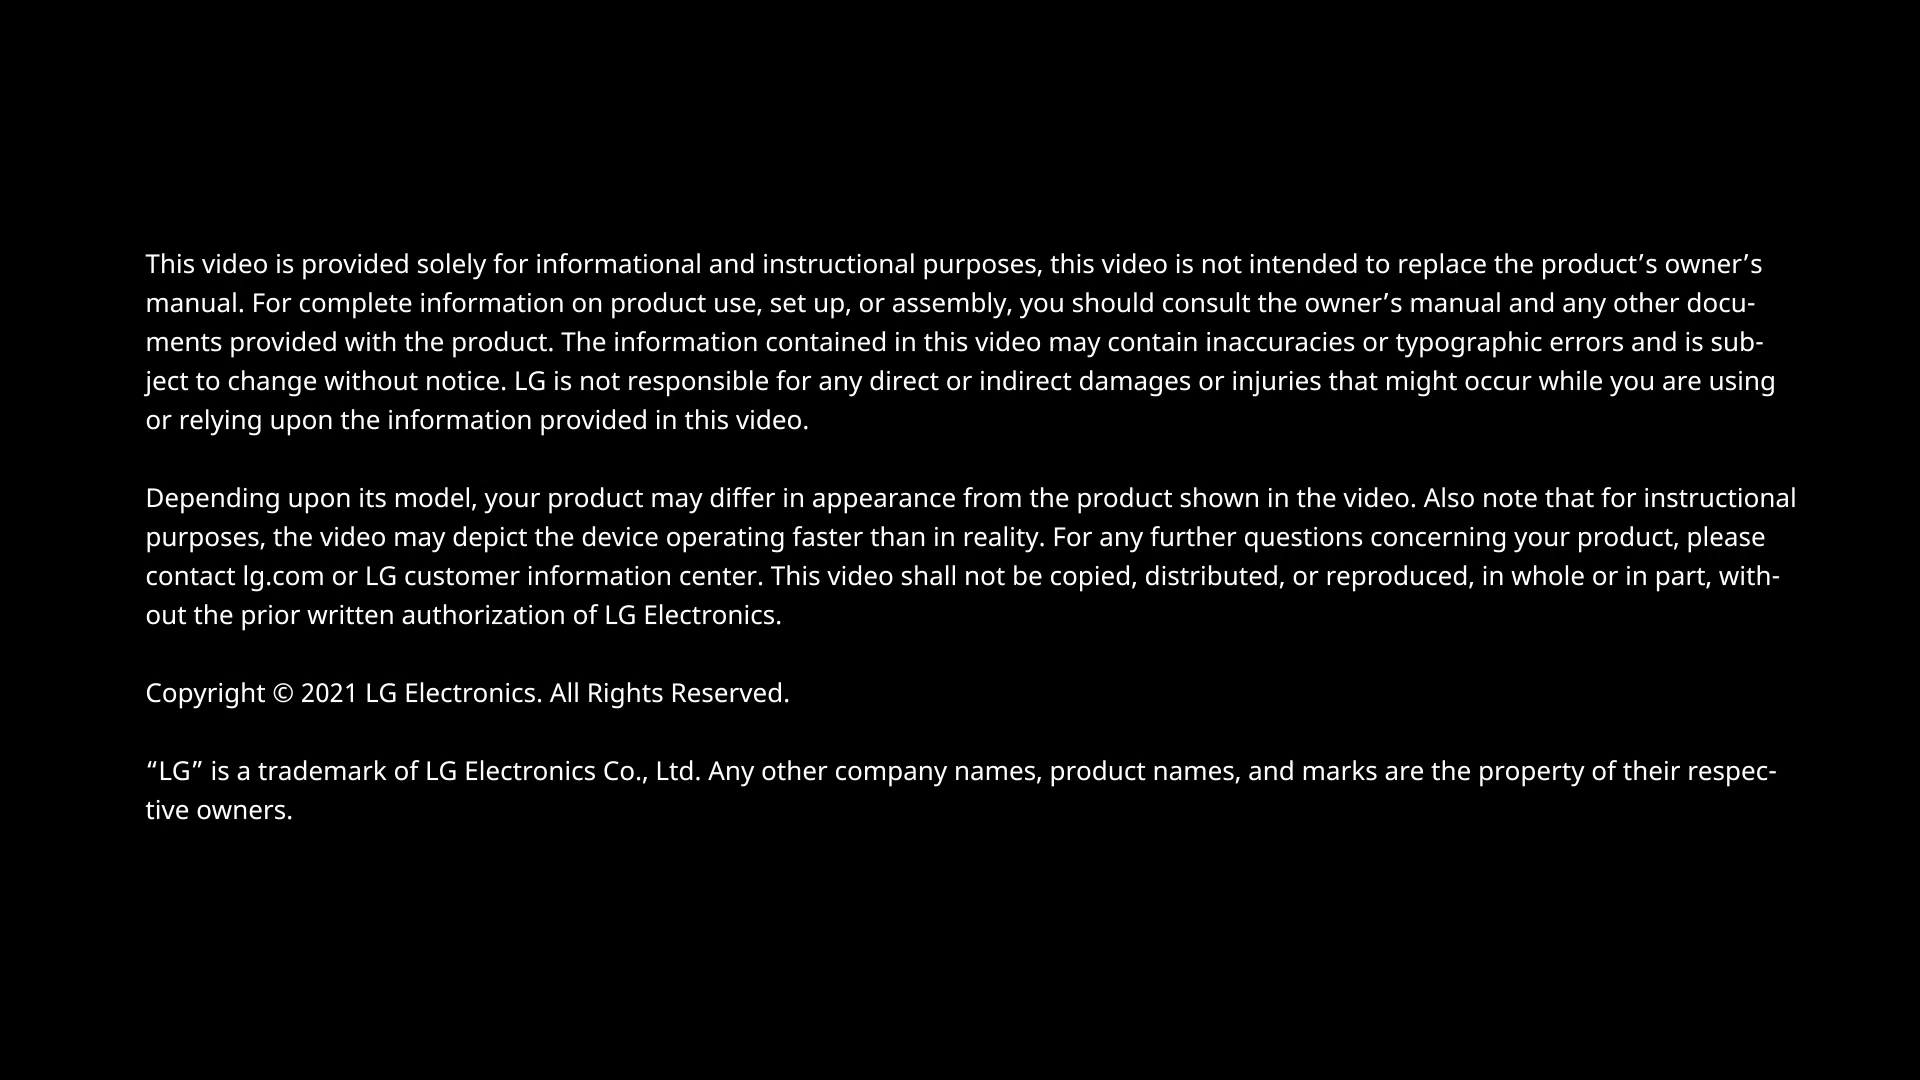 This video is provided solely for informational and instructional purposes, this video is not intended to replace the product’s owner’s
manual. For complete information on product use, set up, or assembly, you should consult the owner’s manual and any other docu-
ments provided with the product. The information contained in this video may contain inaccuracies or typographic errors and is sub-
ject to change without notice. LG is not responsible for any direct or indirect damages or injuries that might occur while you are using
or relying upon the information provided in this video.
Depending upon its model, your product may differ in appearance from the product shown in the video. Also note that for instructional
purposes, the video may depict the device operating faster than in reality. For any further questions concerning your product, please
contact lg.com or LG customer information center. This video shall not be copied, distributed, or reproduced, in whole or in part, with-
out the prior written authorization of LG Electronics.
Copyright © 2021 LG Electronics. All Rights Reserved.
“LG” is a trademark of LG Electronics Co., Ltd. Any other company names, product names, and marks are the property of their respec-
tive owners.